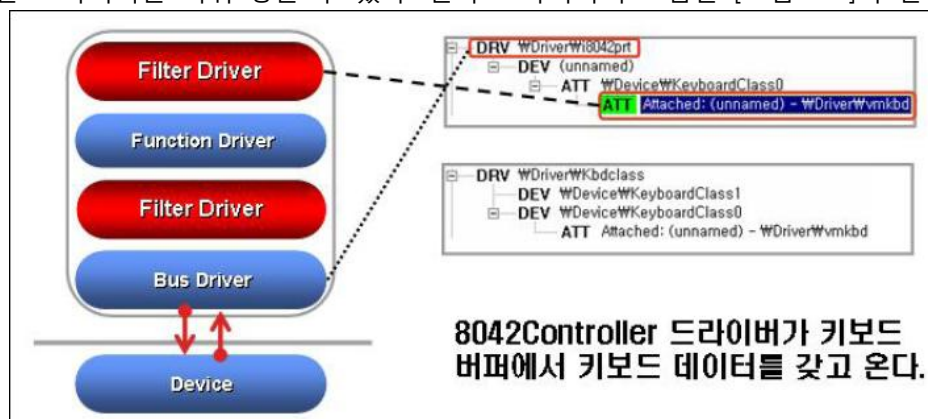 Filter Driver
Function Driver
Filter Driver
Bus Driver
Device
DRV ₩Driver₩i8042prt
DEV (unnamed)
ATT ₩Device₩KeyboardClass0
ATT Attached: (unnamed) - ₩Driver₩vmkbd
DRV ₩Driver₩Kbdclass
DEV ₩Device₩KeyboardClass1
DEV ₩Device₩KeyboardClass0
ATT Attached: (unnamed) - ₩Driver₩vmkbd
8042Controller 드라이버가 키보드
버퍼에서 키보드 데이터를 갖고 온다.